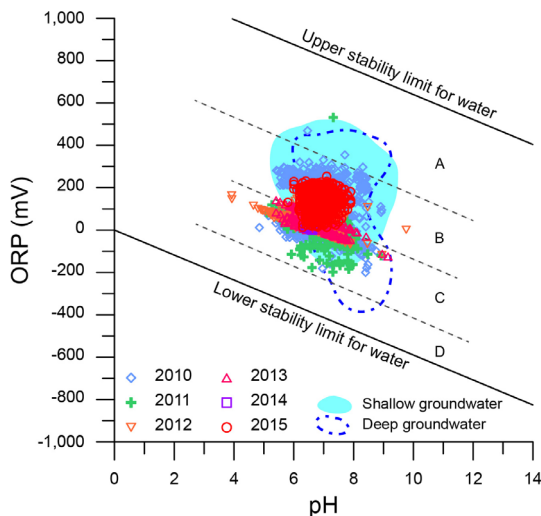 1,000
800
600
400
200
0
-200
-400
-600
-800
-1,000
ORP (mV)
Upper stability limit for water
A
B
C
D
Lower stability limit for water
2010
2011
2012
2013
2014
2015
Shallow groundwater
Deep groundwater
0 2 4 6 8 10 12 14
pH